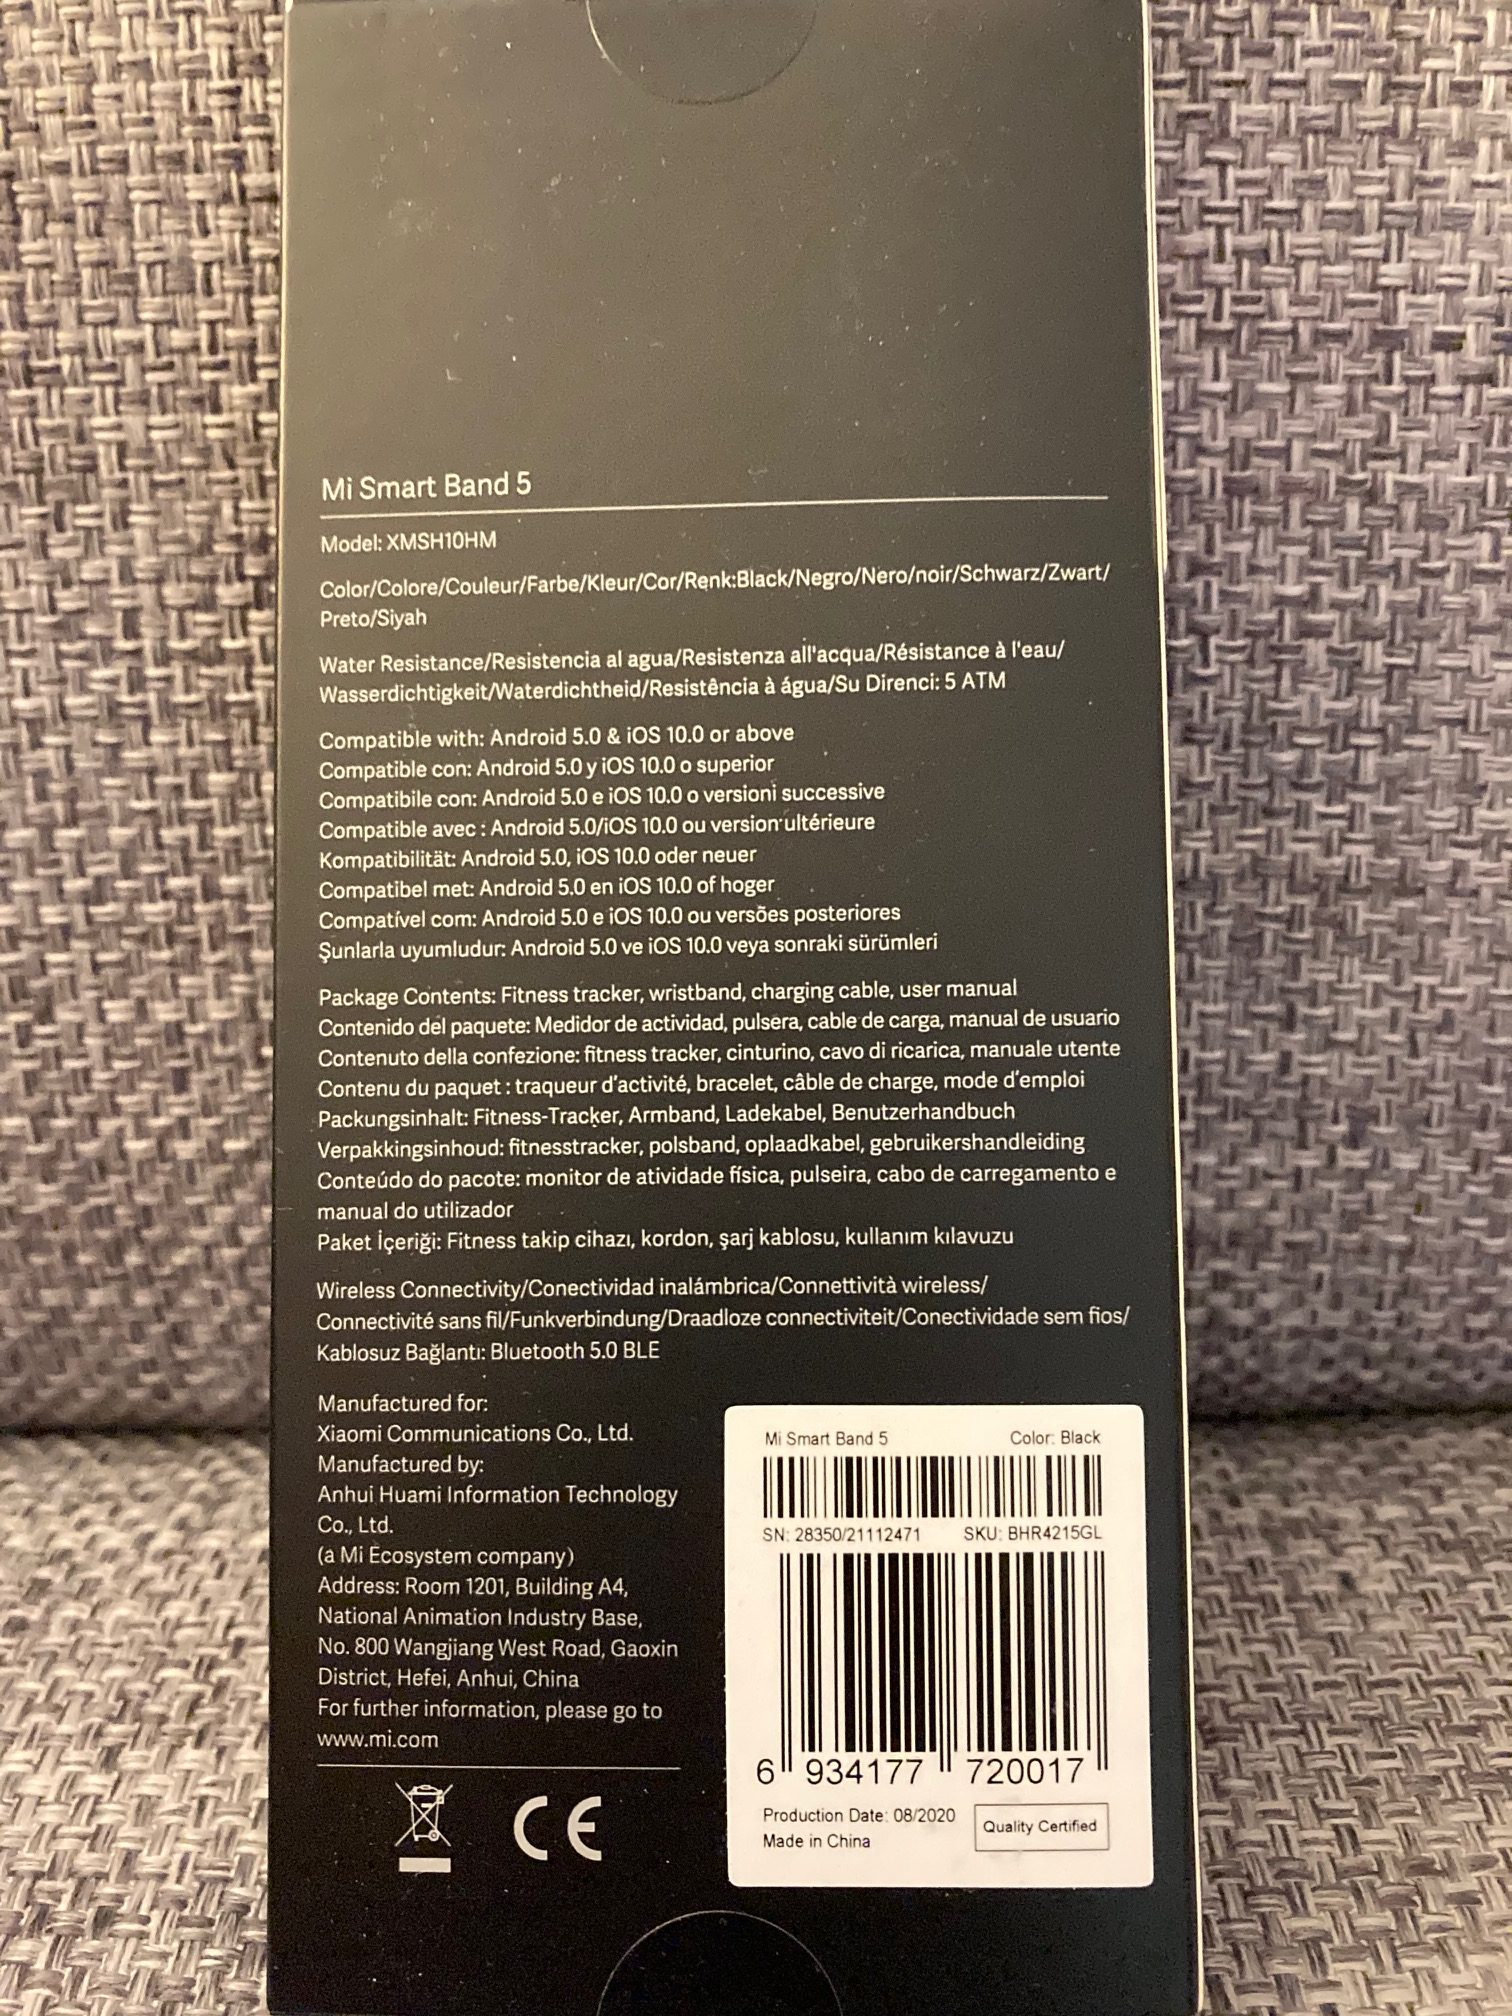 Mi Smart Band 5
Model: XMSH10HM
Color/Colore/Couleur/Farbe/Kleur/Cor/Renk:Black/Negro/Nero/noir/Schwarz/Zwart/
Preto/Siyah
Water Resistance/Resistencia al agua/Resistenza all'acqua/Résistance à l'eau/
Wasserdichtigkeit/Waterdichtheid/Resistência à água/Su Direnci: 5 ATM
Compatible with: Android 5.0 & iOS 10.0 or above
Compatible con: Android 5.0 y iOS 10.0 o superior
Compatibile con: Android 5.0 e iOS 10.0 o versioni successive
Compatible avec : Android 5.0/iOS 10.0 ou version ultérieure
Kompatibilität: Android 5.0, iOS 10.0 oder neuer
Compatibel met: Android 5.0 en iOS 10.0 of hoger
Compatível com: Android 5.0 e iOS 10.0 ou versões posteriores
Şunlarla uyumludur: Android 5.0 ve iOS 10.0 veya sonraki sürümleri
Package Contents: Fitness tracker, wristband, charging cable, user manual
Contenido del paquete: Medidor de actividad, pulsera, cable de carga, manual de usuario
Contenuto della confezione: fitness tracker, cinturino, cavo di ricarica, manuale utente
Contenu du paquet : traqueur d'activité, bracelet, câble de charge, mode d'emploi
Packungsinhalt: Fitness-Tracker, Armband, Ladekabel, Benutzerhandbuch
Verpakkingsinhoud: fitnesstracker, polsband, oplaadkabel, gebruikershandleiding
Conteúdo do pacote: monitor de atividade física, pulseira, cabo de carregamento e
manual do utilizador
Paket İçeriği: Fitness takip cihazı, kordon, şarj kablosu, kullanım kılavuzu
Wireless Connectivity/Conectividad inalámbrica/Connettività wireless/
Connectivité sans fil/Funkverbindung/Draadloze connectiviteit/Conectividade sem fios/
Kablosuz Bağlantı: Bluetooth 5.0 BLE
Manufactured for:
Xiaomi Communications Co., Ltd.
Manufactured by:
Anhui Huami Information Technology
Co., Ltd.
(a Mi Ecosystem company)
Address: Room 1201, Building A4,
National Animation Industry Base,
No. 800 Wangjiang West Road, Gaoxin
District, Hefei, Anhui, China
For further information, please go to
www.mi.com
CE
Mi Smart Band 5 Color: Black
SN: 28350/21112471 SKU: BHR4215GL
6 934177 720017
Production Date: 08/2020
Made in China
Quality Certified